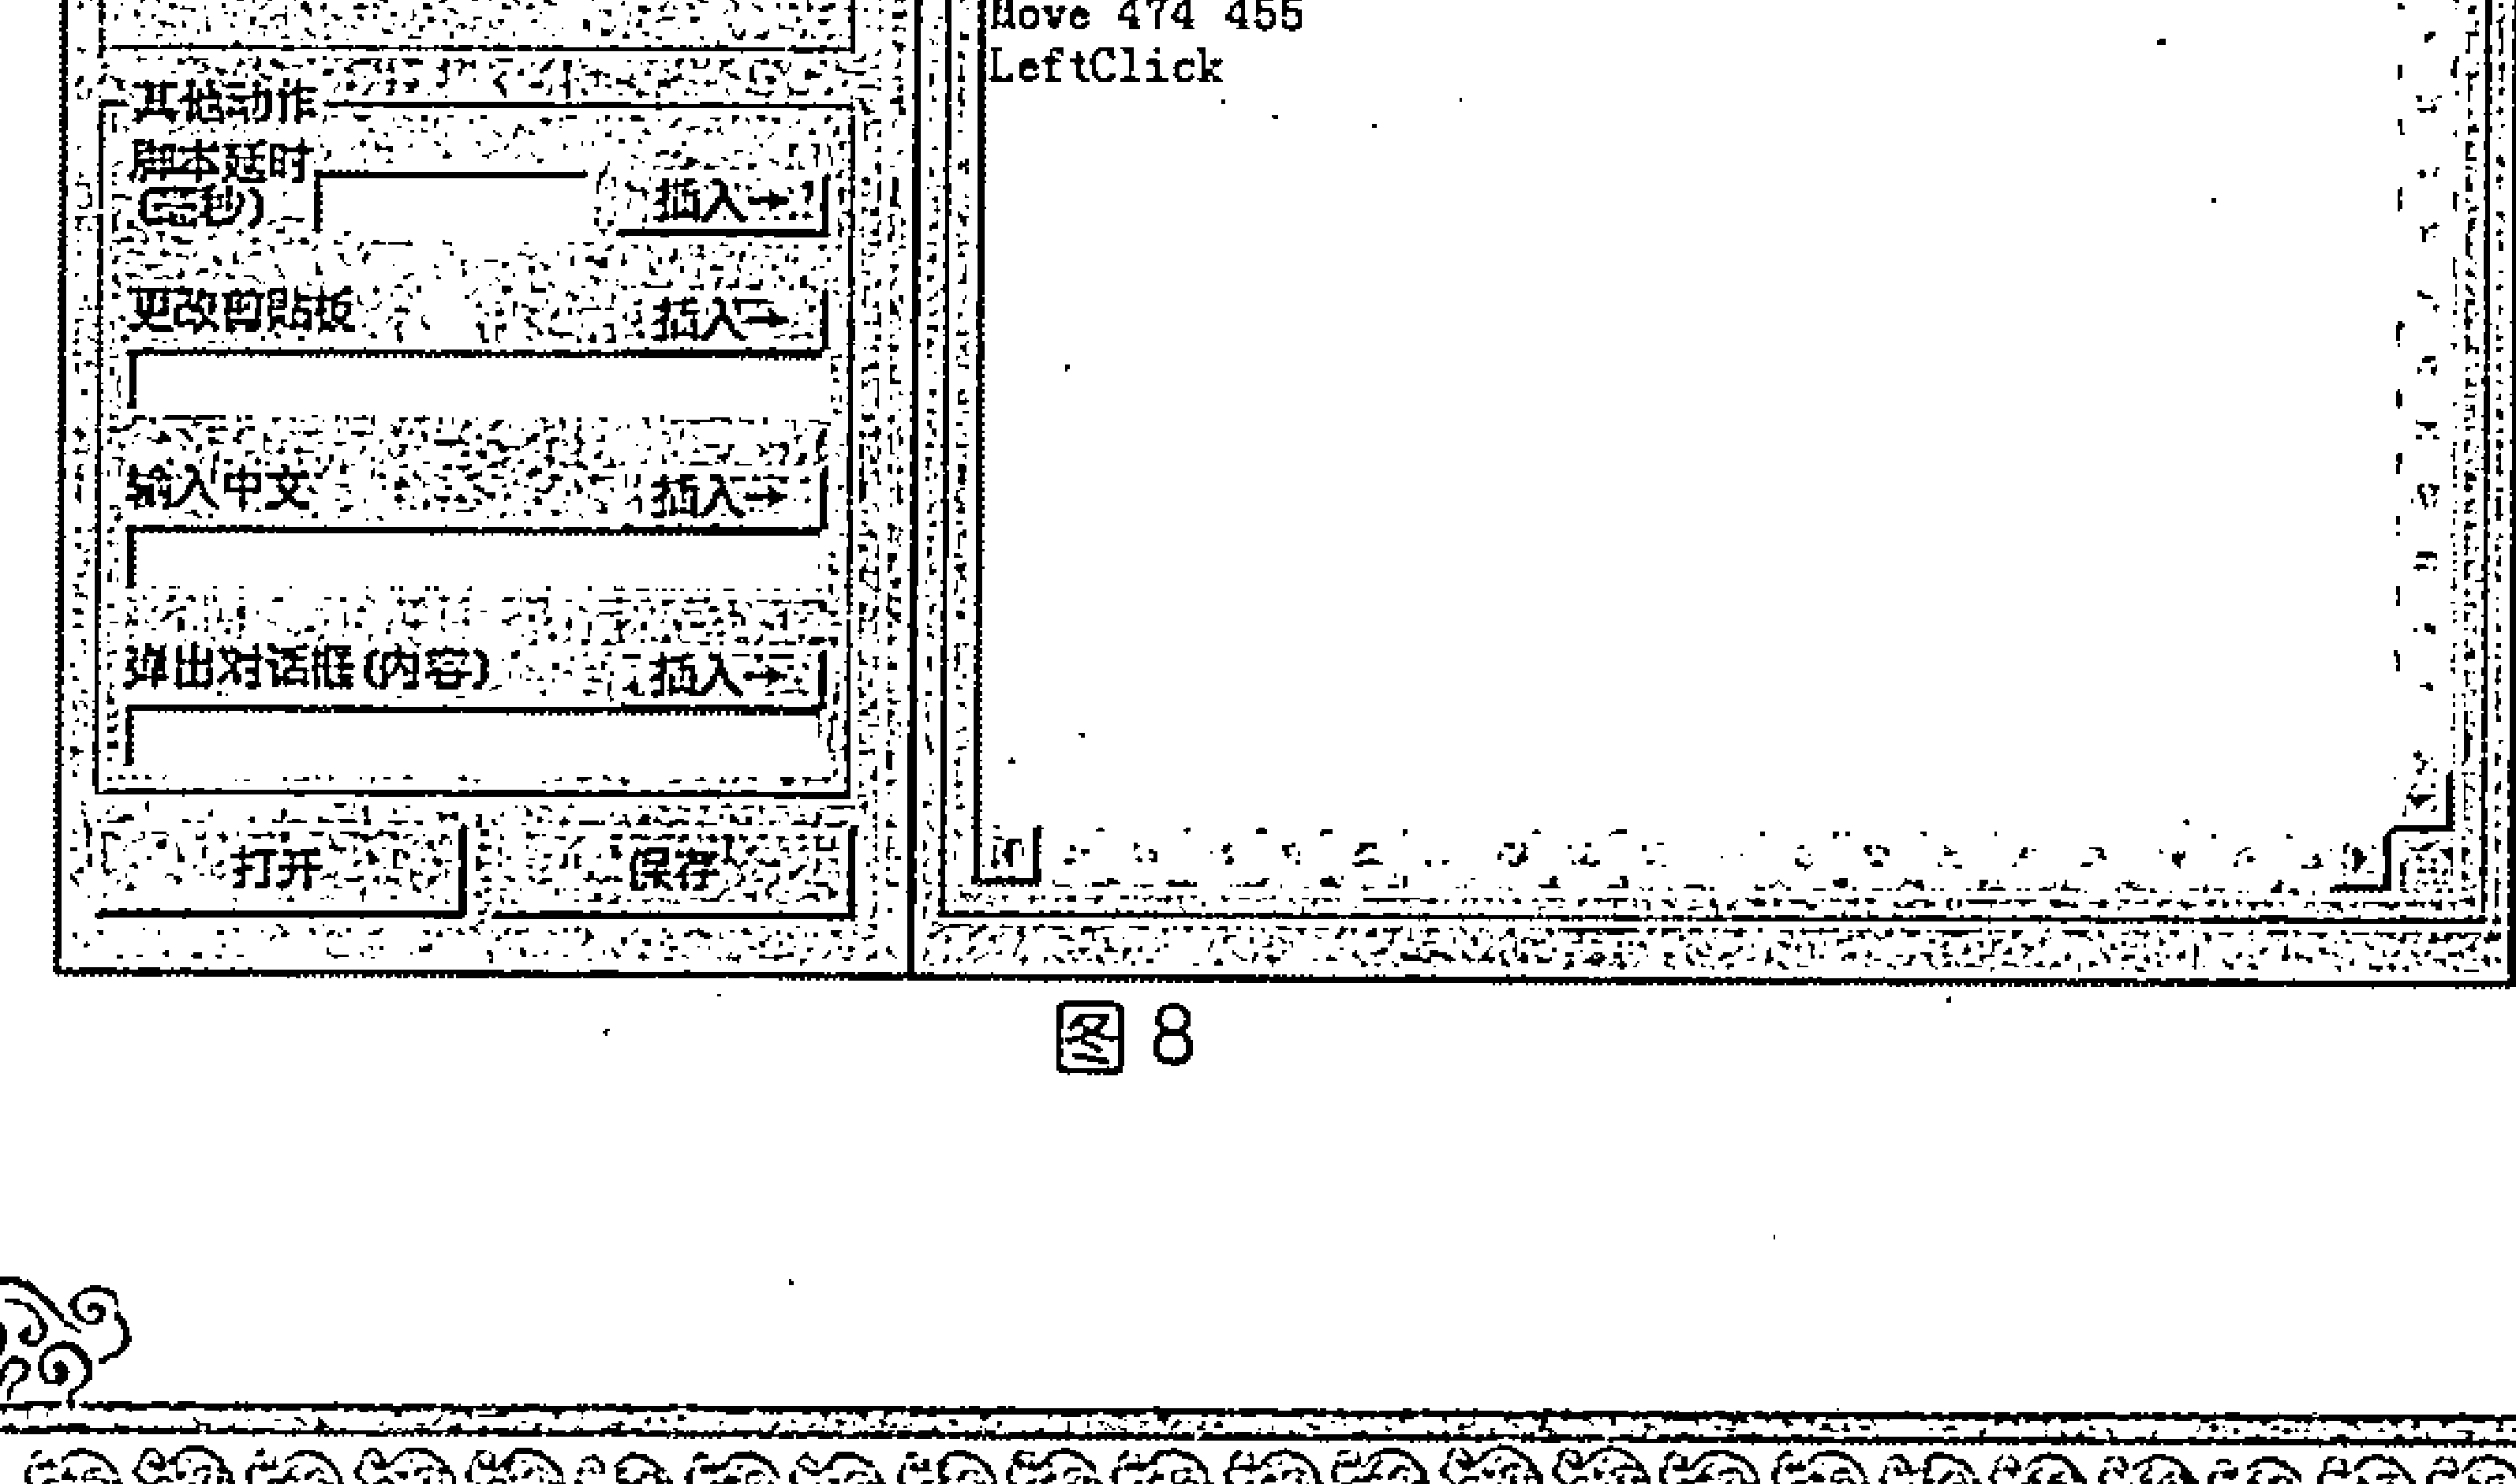 Move 474 455
LeftClick
其他动作
脚本延时
(毫秒)
插入→
更改剪贴板
插入→
输入中文
插入→
弹出对话框(内容)
插入→
打开
保存
图8